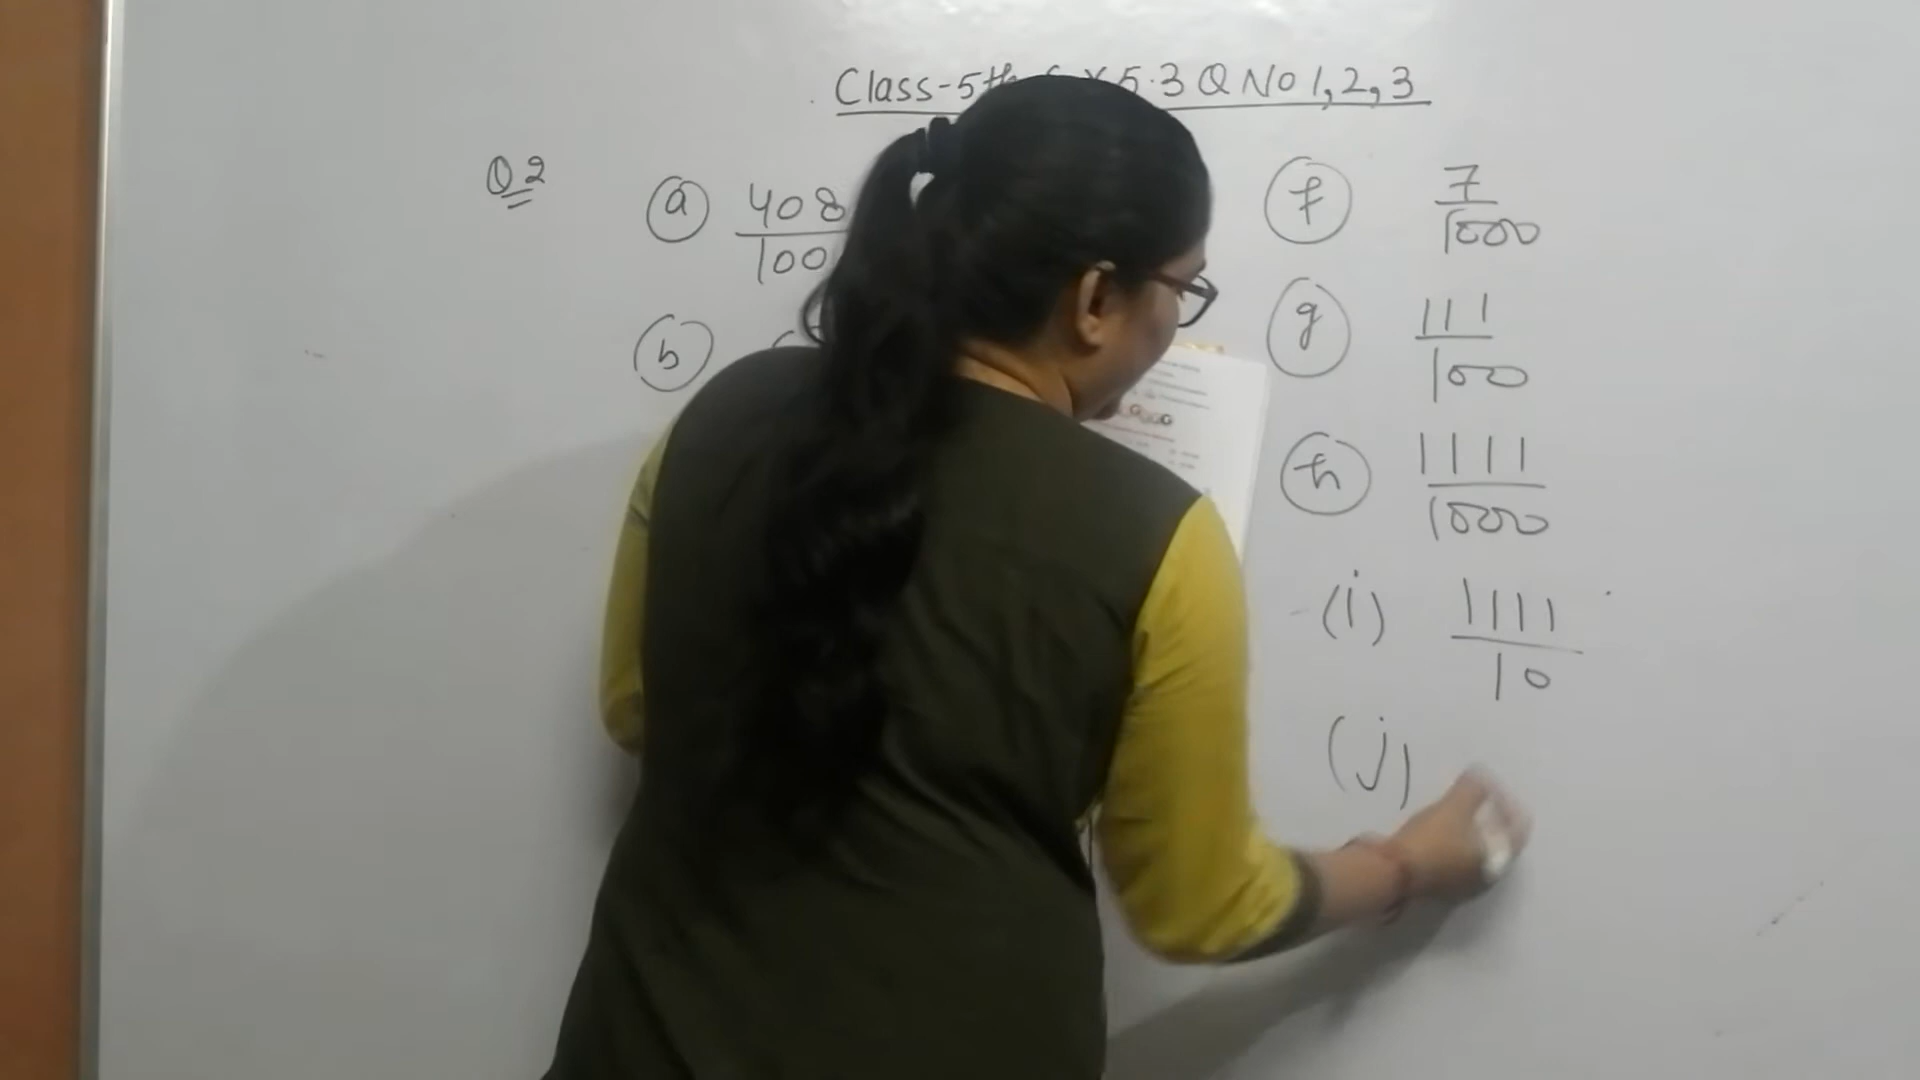 Class-5th Ex 5.3 Q No 1, 2, 3
Q2
(a) 408/100
(b)
(f) 7/1000
(g) 111/100
(h) 1111/1000
(i) 1111/10
(j)